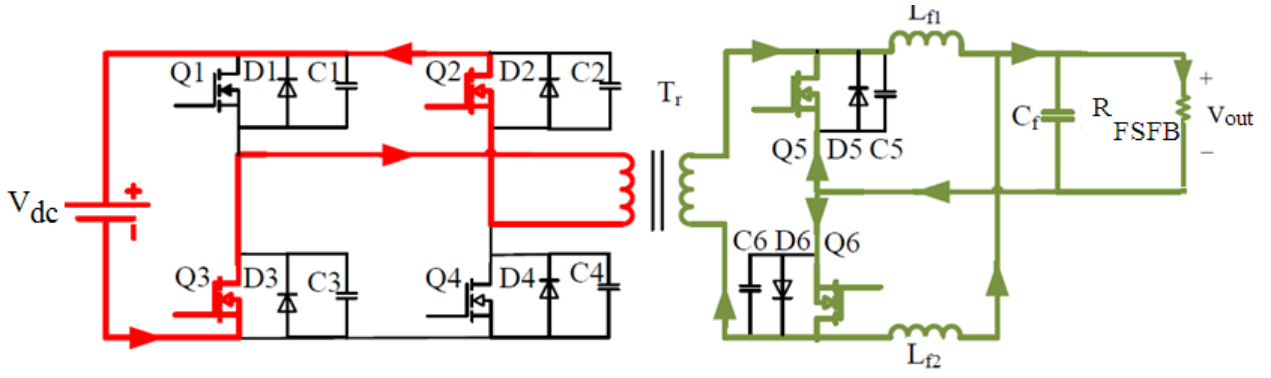 Lf1
Q1 D1 C1 Q2 D2 C2
Tr
Q5 D5 C5
Cf R FSFB
+
Vout
−
Vdc
+
−
Q3 D3 C3 Q4 D4 C4
C6 D6 Q6
Lf2